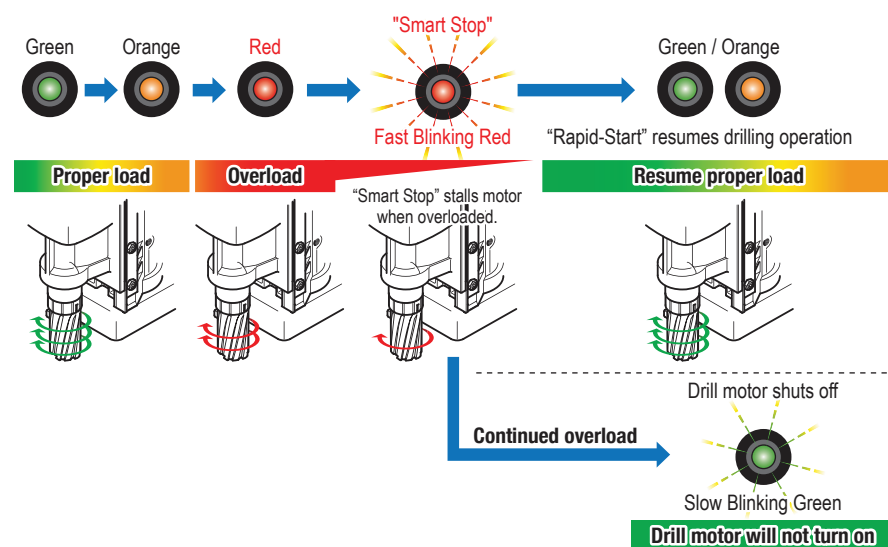 "Smart Stop"
Green
Orange
Red
Green / Orange
Fast Blinking Red
“Rapid-Start” resumes drilling operation
Proper load
Overload
Resume proper load
“Smart Stop” stalls motor
when overloaded.
Drill motor shuts off
Continued overload
Slow Blinking Green
Drill motor will not turn on